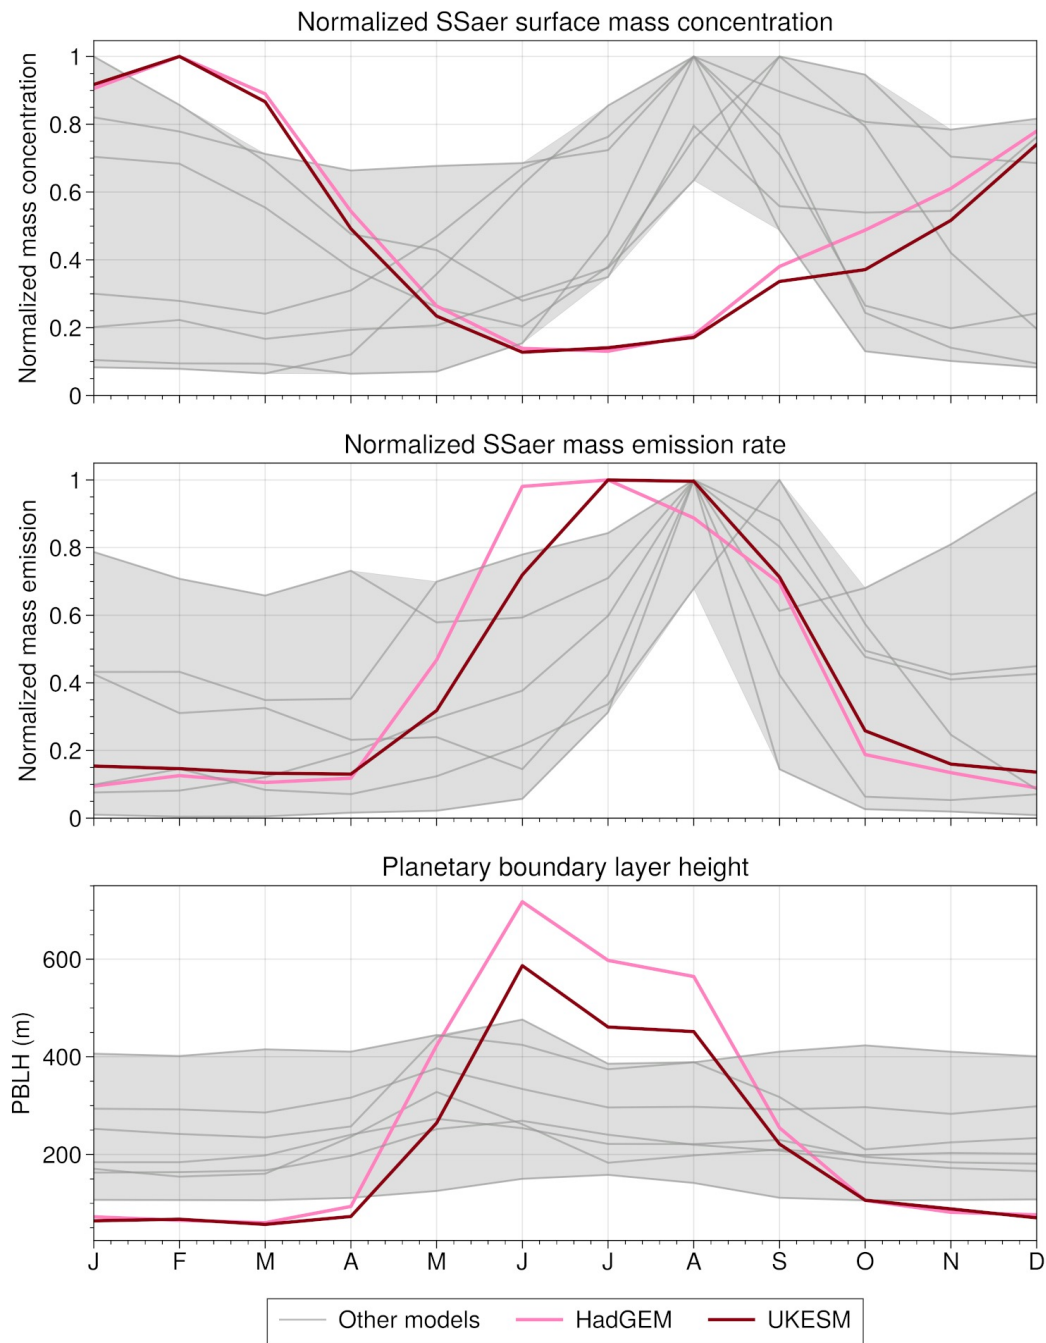 Normalized SSaer surface mass concentration
Normalized mass concentration
1
0.8
0.6
0.4
0.2
0
Normalized SSaer mass emission rate
Normalized mass emission
1
0.8
0.6
0.4
0.2
0
Planetary boundary layer height
PBLH (m)
600
400
200
J F M A M J J A S O N D
Other models HadGEM UKESM